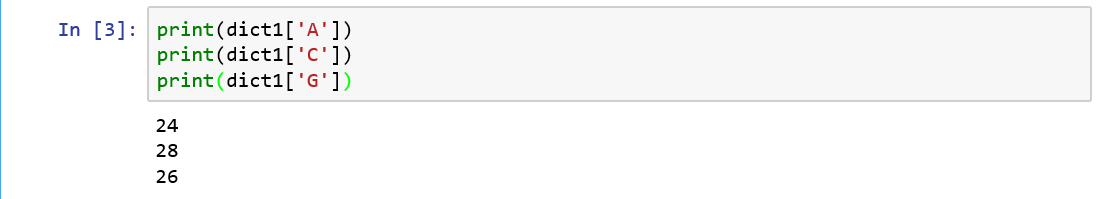 In [3]: print(dict1['A'])
print(dict1['C'])
print(dict1['G'])
24
28
26